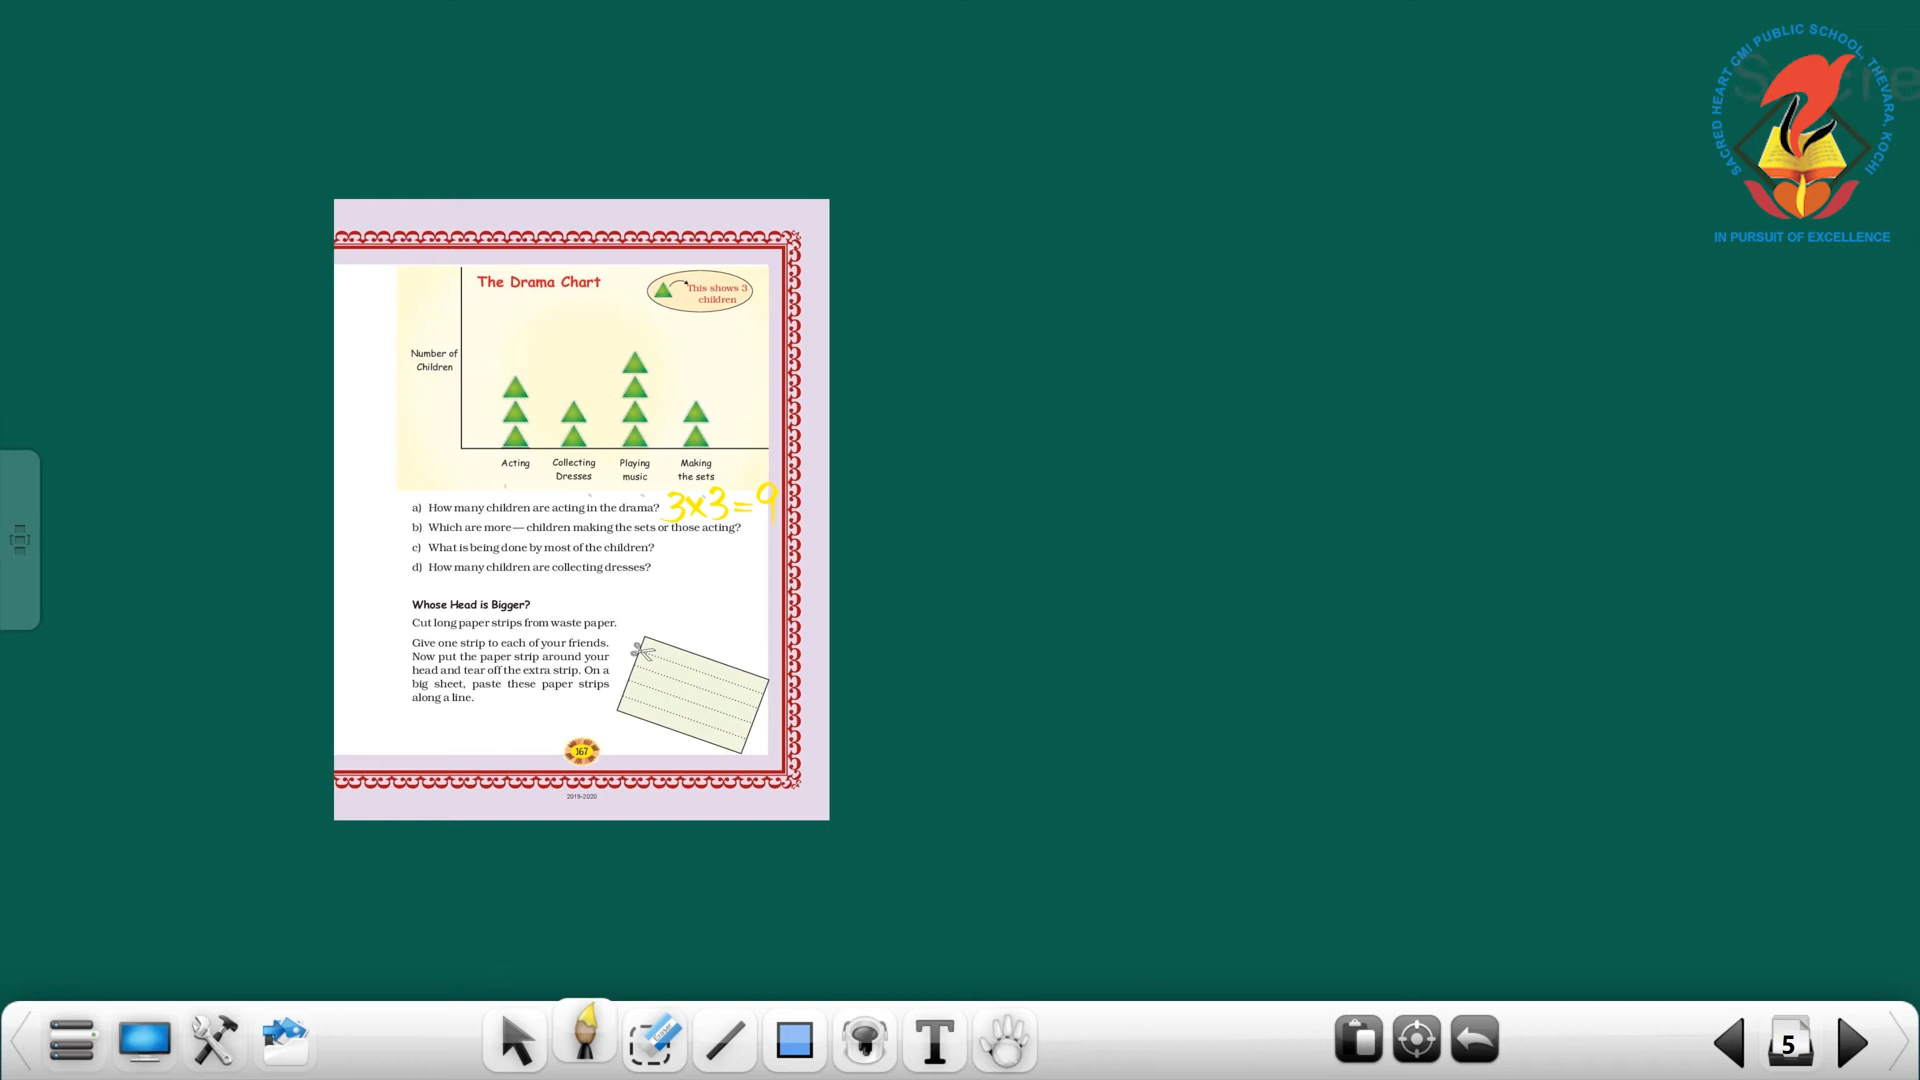 SACRED HEART CMI PUBLIC SCHOOL, THEVARA, KOCHI
IN PURSUIT OF EXCELLENCE
The Drama Chart
This shows 3
children
Number of
Children
Acting
Collecting
Dresses
Playing
music
Making
the sets
a) How many children are acting in the drama? 3x3=9
b) Which are more — children making the sets or those acting?
c) What is being done by most of the children?
d) How many children are collecting dresses?
Whose Head is Bigger?
Cut long paper strips from waste paper.
Give one strip to each of your friends.
Now put the paper strip around your
head and tear off the extra strip. On a
big sheet, paste these paper strips
along a line.
167
2019-2020
Eraser
T
5